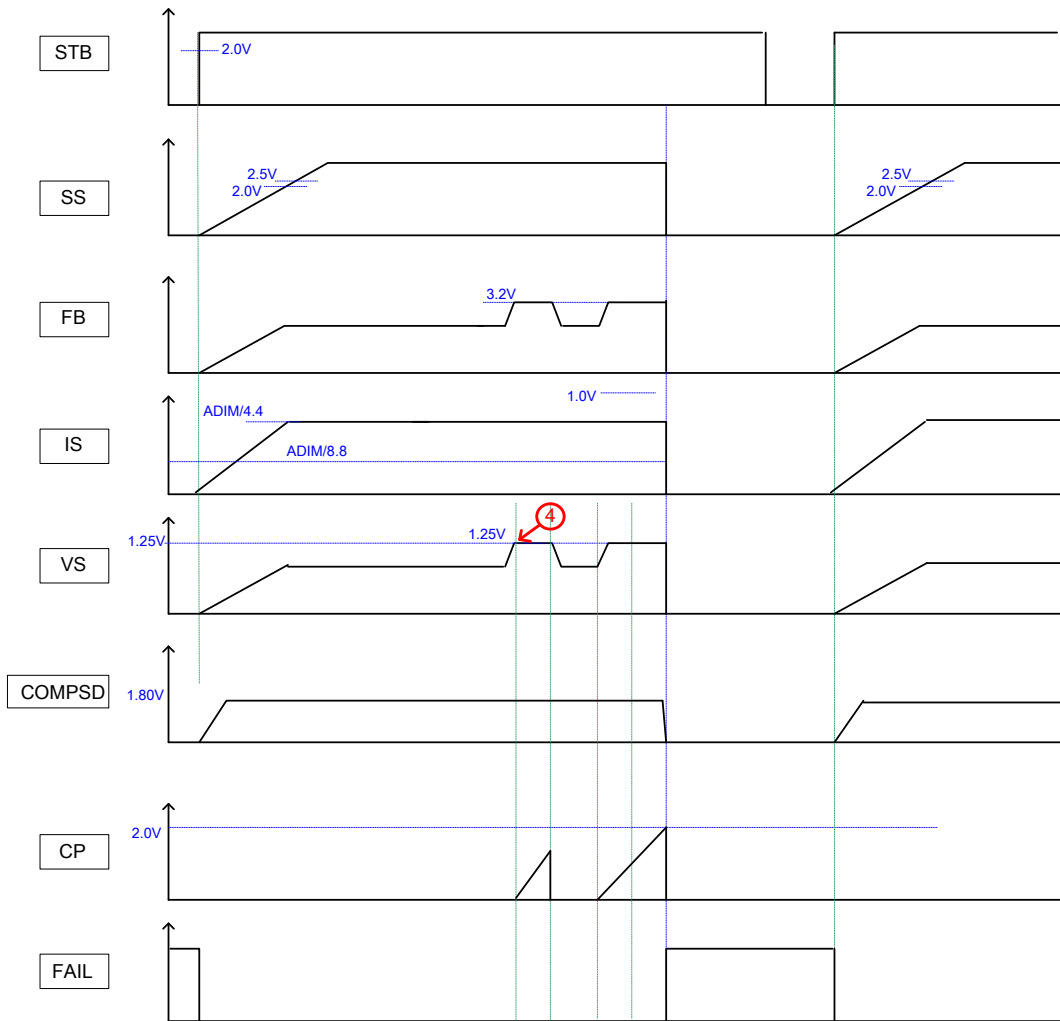 STB
2.0V
SS
2.5V
2.0V
2.5V
2.0V
FB
3.2V
IS
ADIM/4.4
1.0V
ADIM/8.8
VS
1.25V
1.25V
4
COMPSD
1.80V
CP
2.0V
FAIL